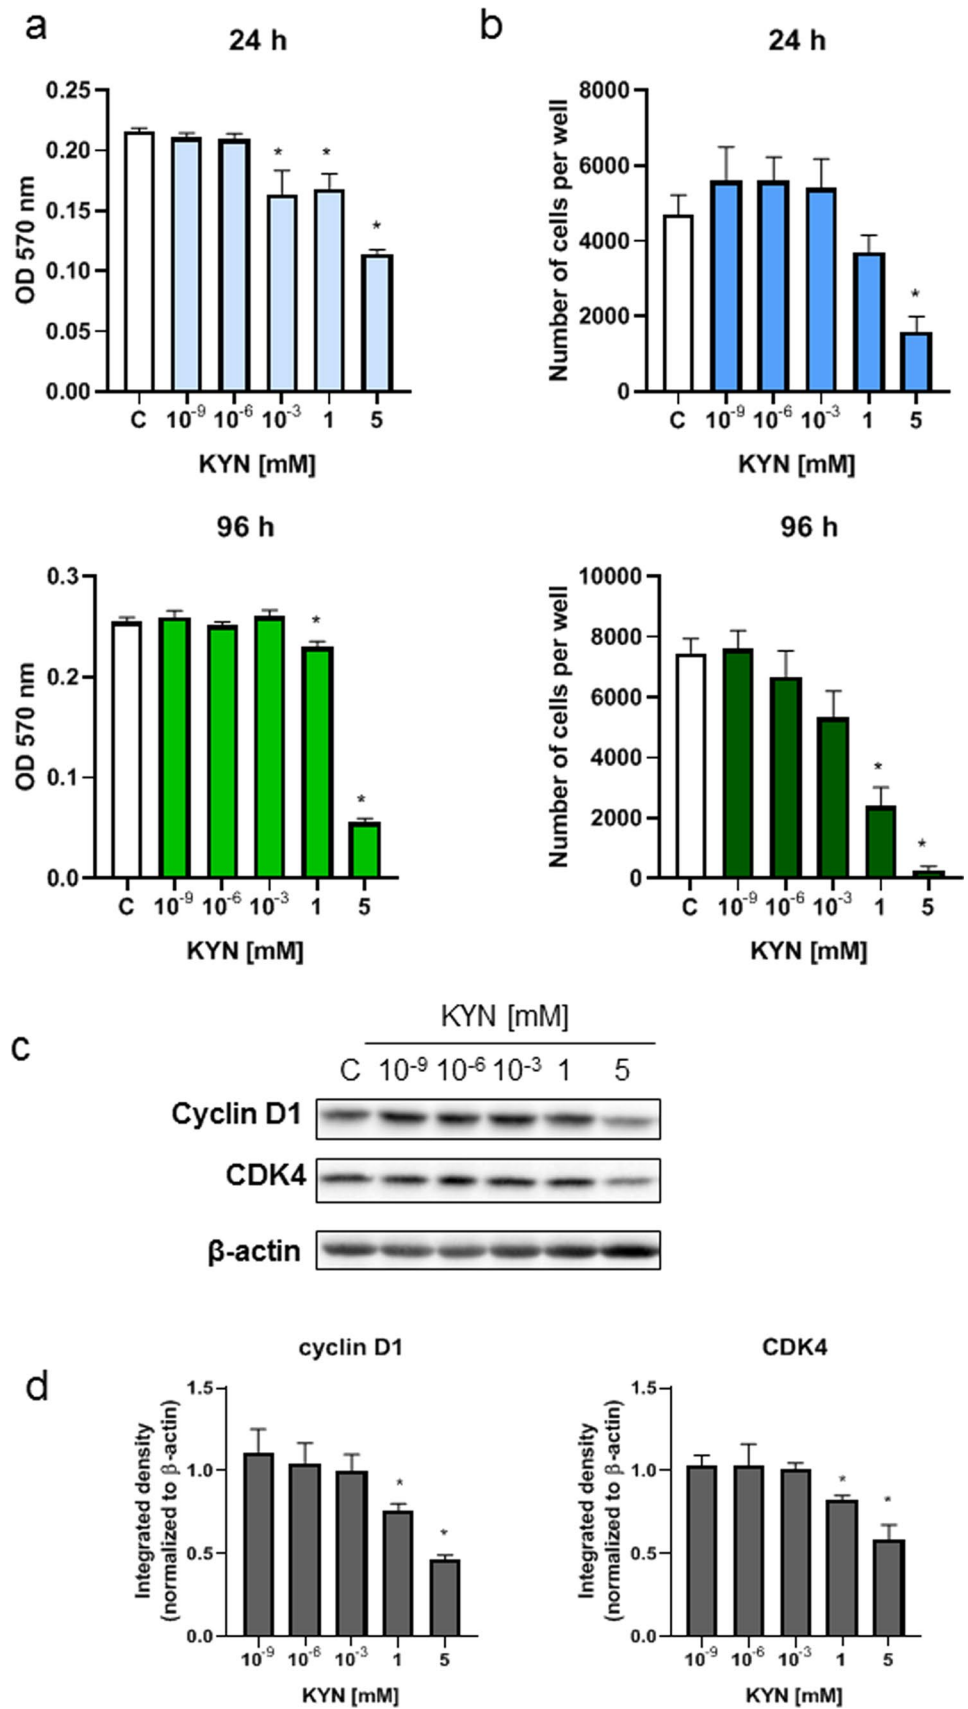 a
24 h
OD 570 nm
0.25
0.20
0.15
0.10
0.05
0.00
* * *
C 10⁻⁹ 10⁻⁶ 10⁻³ 1 5
KYN [mM]
b
24 h
Number of cells per well
8000
6000
4000
2000
0
*
C 10⁻⁹ 10⁻⁶ 10⁻³ 1 5
KYN [mM]
96 h
OD 570 nm
0.3
0.2
0.1
0.0
* *
C 10⁻⁹ 10⁻⁶ 10⁻³ 1 5
KYN [mM]
96 h
Number of cells per well
10000
8000
6000
4000
2000
0
* *
C 10⁻⁹ 10⁻⁶ 10⁻³ 1 5
KYN [mM]
c
KYN [mM]
C 10⁻⁹ 10⁻⁶ 10⁻³ 1 5
Cyclin D1
CDK4
β-actin
d
cyclin D1
Integrated density
(normalized to β-actin)
1.5
1.0
0.5
0.0
* *
10⁻⁹ 10⁻⁶ 10⁻³ 1 5
KYN [mM]
CDK4
Integrated density
(normalized to β-actin)
1.5
1.0
0.5
0.0
* *
10⁻⁹ 10⁻⁶ 10⁻³ 1 5
KYN [mM]